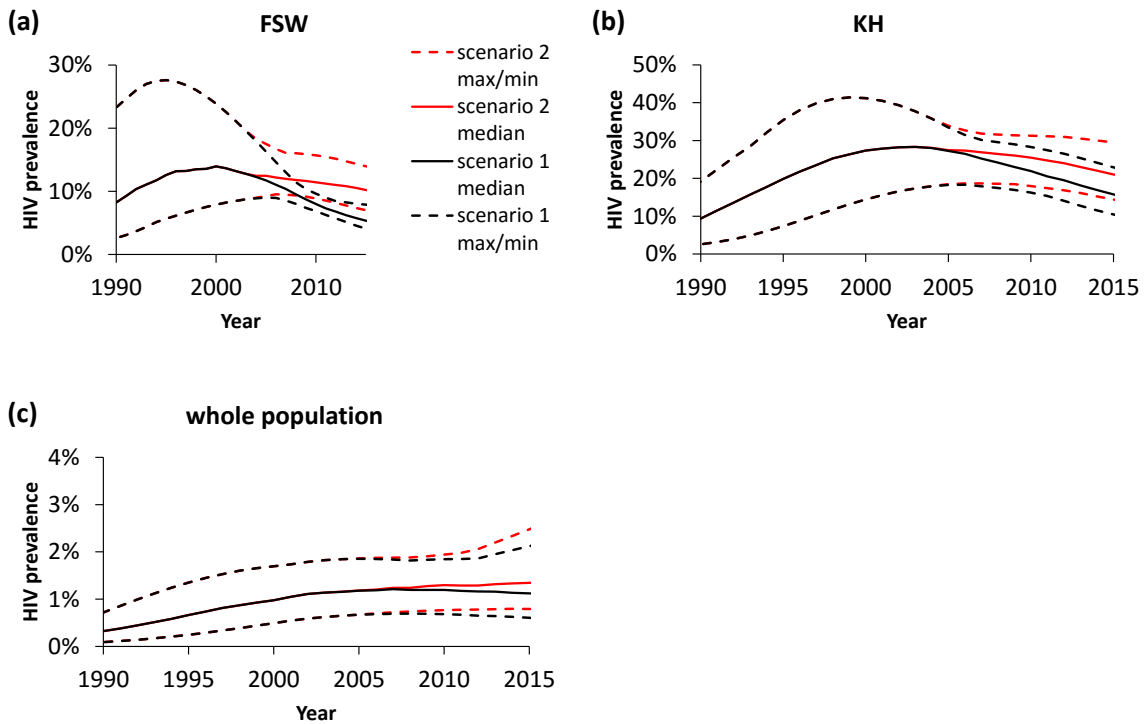 (a)
FSW
30%
20%
10%
0%
HIV prevalence
1990
2000
2010
Year
scenario 2
max/min
scenario 2
median
scenario 1
median
scenario 1
max/min
(b)
KH
50%
40%
30%
20%
10%
0%
HIV prevalence
1990
1995
2000
2005
2010
2015
Year
(c)
whole population
4%
3%
2%
1%
0%
HIV prevalence
1990
1995
2000
2005
2010
2015
Year